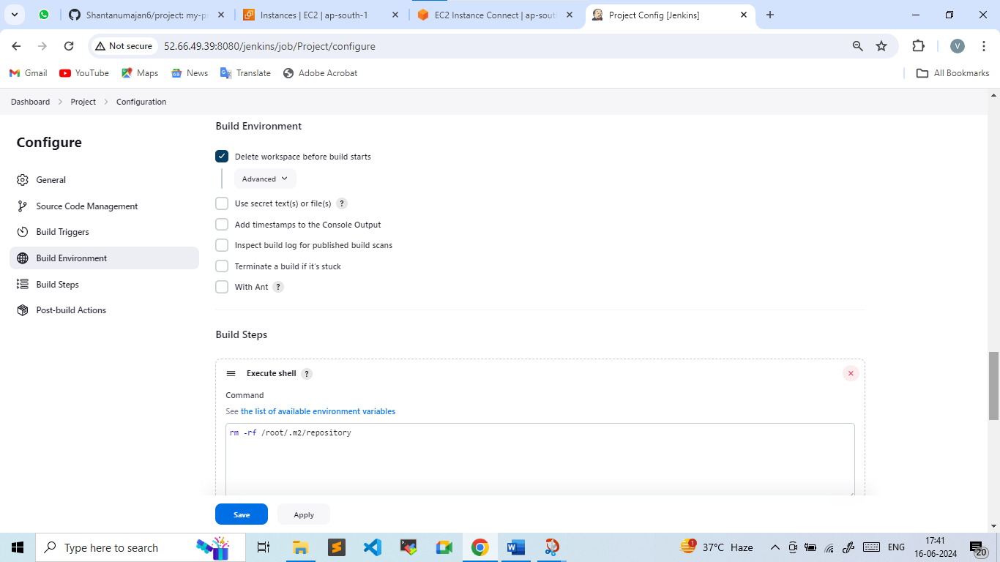 Shantanumajan6/project: my-pr
Instances | EC2 | ap-south-1
EC2 Instance Connect | ap-sout
Project Config [Jenkins]
Not secure
52.66.49.39:8080/jenkins/job/Project/configure
V
Gmail
YouTube
Maps
News
Translate
Adobe Acrobat
All Bookmarks
Dashboard > Project > Configuration
Configure
General
Source Code Management
Build Triggers
Build Environment
Build Steps
Post-build Actions
Build Environment
Delete workspace before build starts
Advanced
Use secret text(s) or file(s) ?
Add timestamps to the Console Output
Inspect build log for published build scans
Terminate a build if it's stuck
With Ant ?
Build Steps
Execute shell ?
Command
See the list of available environment variables
rm -rf /root/.m2/repository
Save
Apply
Type here to search
1
37°C Haze
ENG
17:41
16-06-2024
20